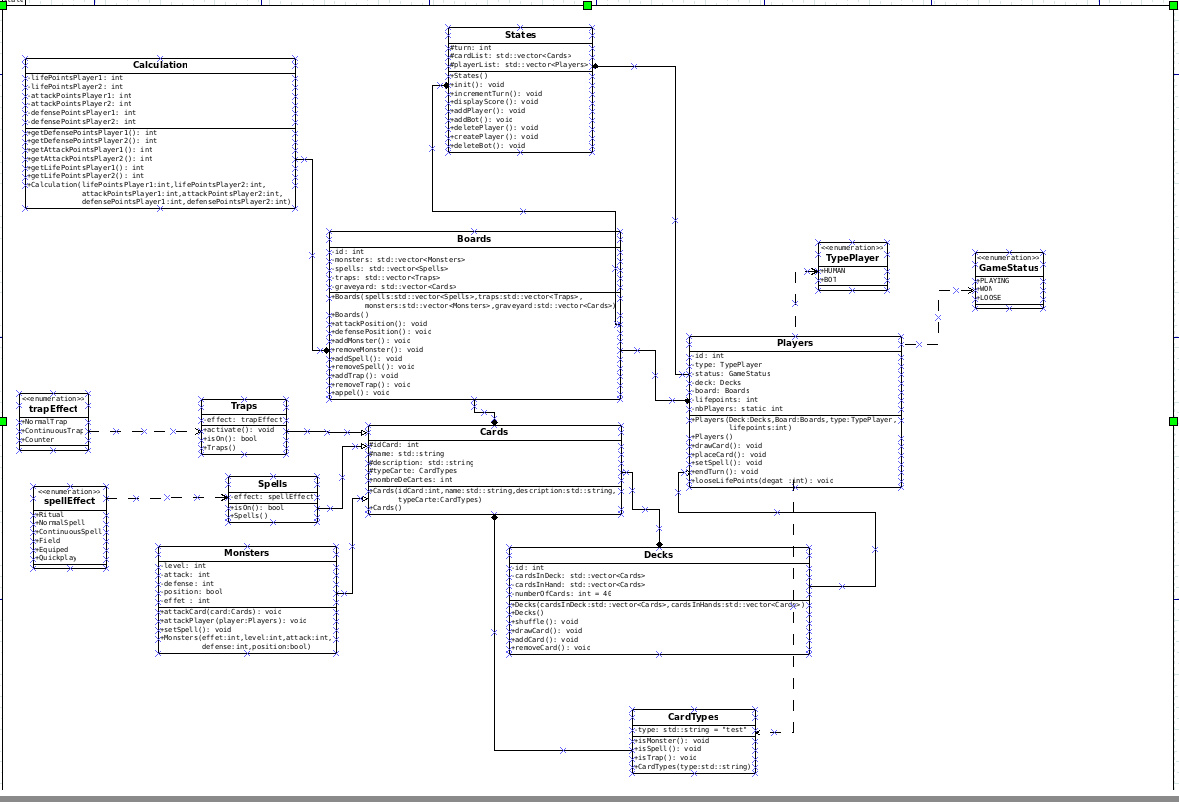 States
#turn: int
#cardList: std::vector<Cards>
#playerList: std::vector<Players>
+States()
+init(): void
+incrementTurn(): void
+displayScore(): void
+addPlayer(): void
+addBot(): void
+deletePlayer(): void
+createPlayer(): void
+deleteBot(): void
Calculation
-lifePointsPlayer1: int
-lifePointsPlayer2: int
-attackPointsPlayer1: int
-attackPointsPlayer2: int
-defensePointsPlayer1: int
-defensePointsPlayer2: int
+getDefensePointsPlayer1(): int
+getDefensePointsPlayer2(): int
+getAttackPointsPlayer1(): int
+getAttackPointsPlayer2(): int
+getLifePointsPlayer1(): int
+getLifePointsPlayer2(): int
+Calculation(lifePointsPlayer1:int,lifePointsPlayer2:int,
attackPointsPlayer1:int,attackPointsPlayer2:int,
defensePointsPlayer1:int,defensePointsPlayer2:int)
Boards
-id: int
-monsters: std::vector<Monsters>
-spells: std::vector<Spells>
-traps: std::vector<Traps>
-graveyard: std::vector<Cards>
+Boards(spells:std::vector<Spells>,traps:std::vector<Traps>,
monsters:std::vector<Monsters>,graveyard:std::vector<Cards>)
+Boards()
+attackPosition(): void
+defensePosition(): void
+addMonster(): void
+removeMonster(): void
+addSpell(): void
+removeSpell(): void
+addTrap(): void
+removeTrap(): void
+appel(): void
<<enumeration>>
TypePlayer
+HUMAN
+BOT
<<enumeration>>
GameStatus
+PLAYING
+WON
+LOOSE
Players
-id: int
-type: TypePlayer
-status: GameStatus
-deck: Decks
-board: Boards
-lifepoints: int
-nbPlayers: static int
+Players(Deck:Decks,Board:Boards,type:TypePlayer,
lifepoints:int)
+Players()
+drawCard(): void
+placeCard(): void
+setSpell(): void
+endTurn(): void
+looseLifePoints(degat :int): void
<<enumeration>>
trapEffect
+NormalTrap
+ContinuousTrap
+Counter
Traps
-effect: trapEffect
+activate(): void
+isOn(): bool
+Traps()
Cards
#idCard: int
#name: std::string
#description: std::string
#typeCarte: CardTypes
+nombreDeCartes: int
+Cards(idCard:int,name:std::string,description:std::string,
typeCarte:CardTypes)
+Cards()
<<enumeration>>
spellEffect
+Ritual
+NormalSpell
+ContinuousSpell
+Field
+Equiped
+Quickplay
Spells
-effect: spellEffect
+isOn(): bool
+Spells()
Monsters
-level: int
-attack: int
-defense: int
-position: bool
-effet : int
+attackCard(card:Cards): void
+attackPlayer(player:Players): void
+setSpell(): void
+Monsters(effet:int,level:int,attack:int,
defense:int,position:bool)
Decks
-id: int
-cardsInDeck: std::vector<Cards>
-cardsInHand: std::vector<Cards>
-numberOfCards: int = 40
+Decks(cardsInDeck:std::vector<Cards>,cardsInHands:std::vector<Cards>)
+Decks()
+shuffle(): void
+drawCard(): void
+addCard(): void
+removeCard(): void
CardTypes
-type: std::string = "test"
+isMonster(): void
+isSpell(): void
+isTrap(): void
+CardTypes(type:std::string)